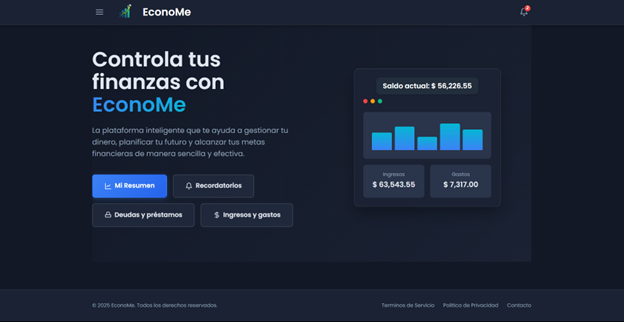 EconoMe
2
Controla tus
finanzas con
EconoMe
La plataforma inteligente que te ayuda a gestionar tu
dinero, planificar tu futuro y alcanzar tus metas
financieras de manera sencilla y efectiva.
Mi Resumen
Recordatorios
Deudas y préstamos
Ingresos y gastos
Saldo actual: $ 56,226.55
Ingresos
$ 63,543.55
Gastos
$ 7,317.00
© 2025 EconoMe. Todos los derechos reservados.
Terminos de Servicio
Política de Privacidad
Contacto